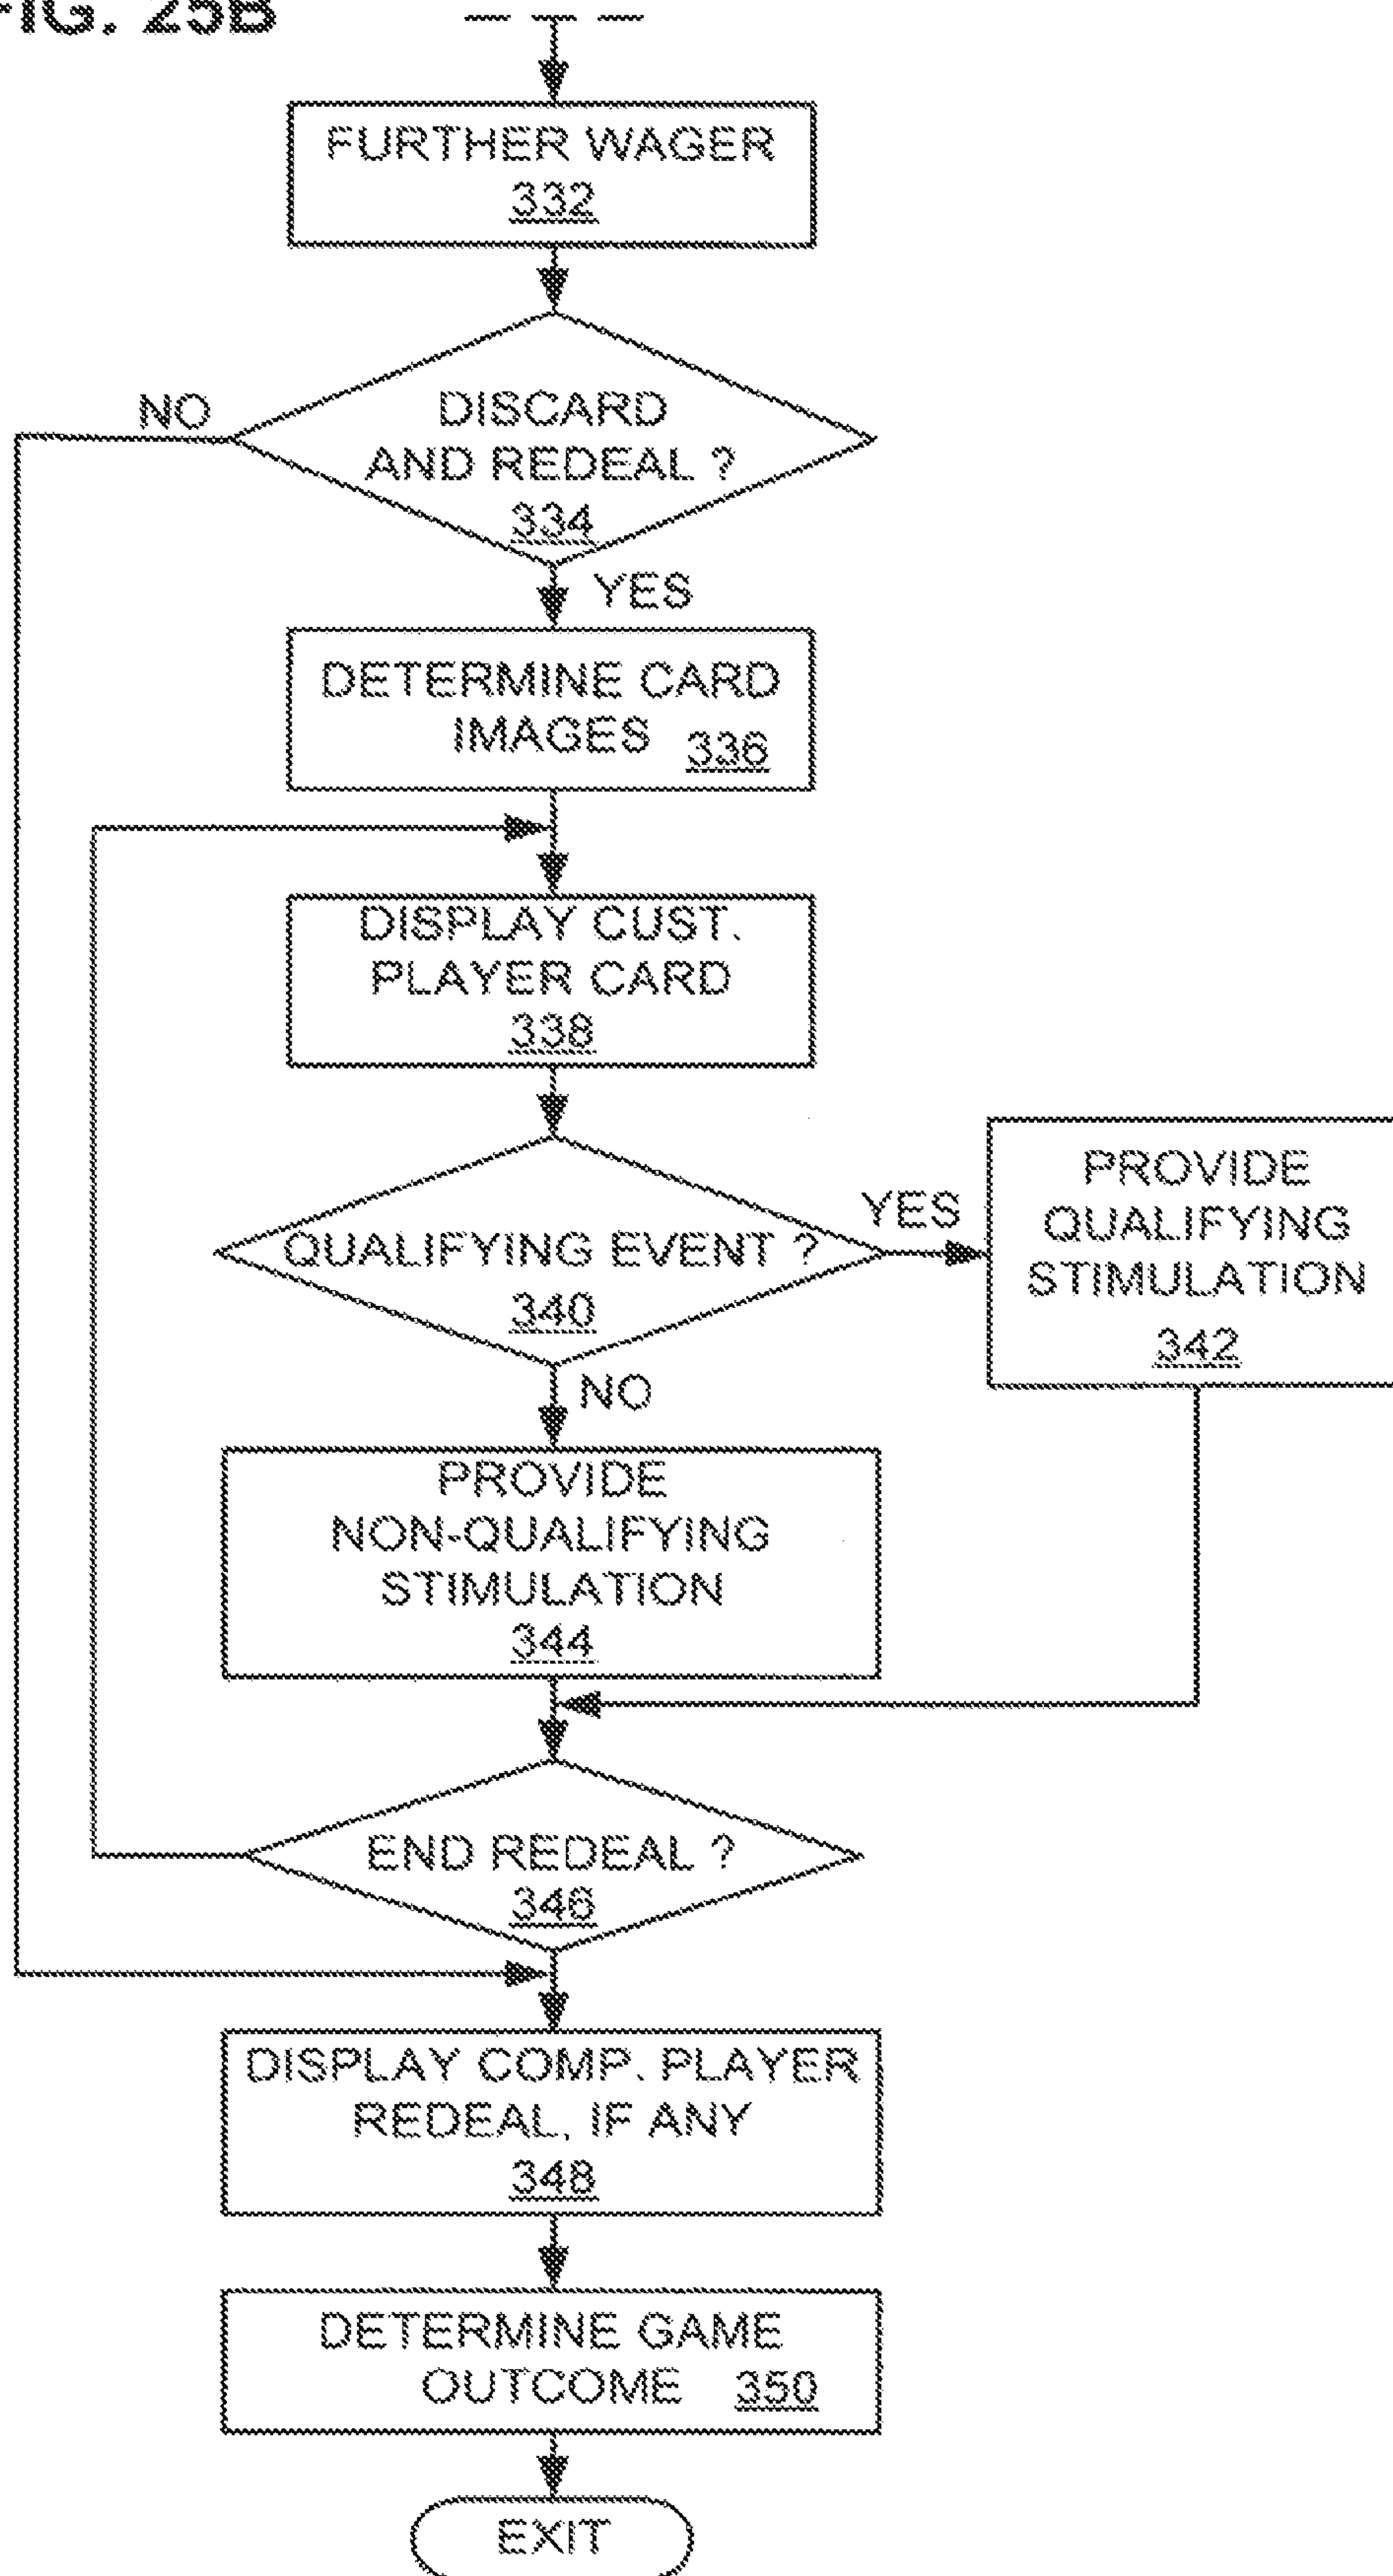 FIG. 25B
FURTHER WAGER
332
NO
DISCARD
AND REDEAL ?
334
YES
DETERMINE CARD
IMAGES 336
DISPLAY CUST.
PLAYER CARD
338
QUALIFYING EVENT ?
340
YES
PROVIDE
QUALIFYING
STIMULATION
342
NO
PROVIDE
NON-QUALIFYING
STIMULATION
344
END REDEAL ?
346
DISPLAY COMP. PLAYER
REDEAL, IF ANY
348
DETERMINE GAME
OUTCOME 350
EXIT